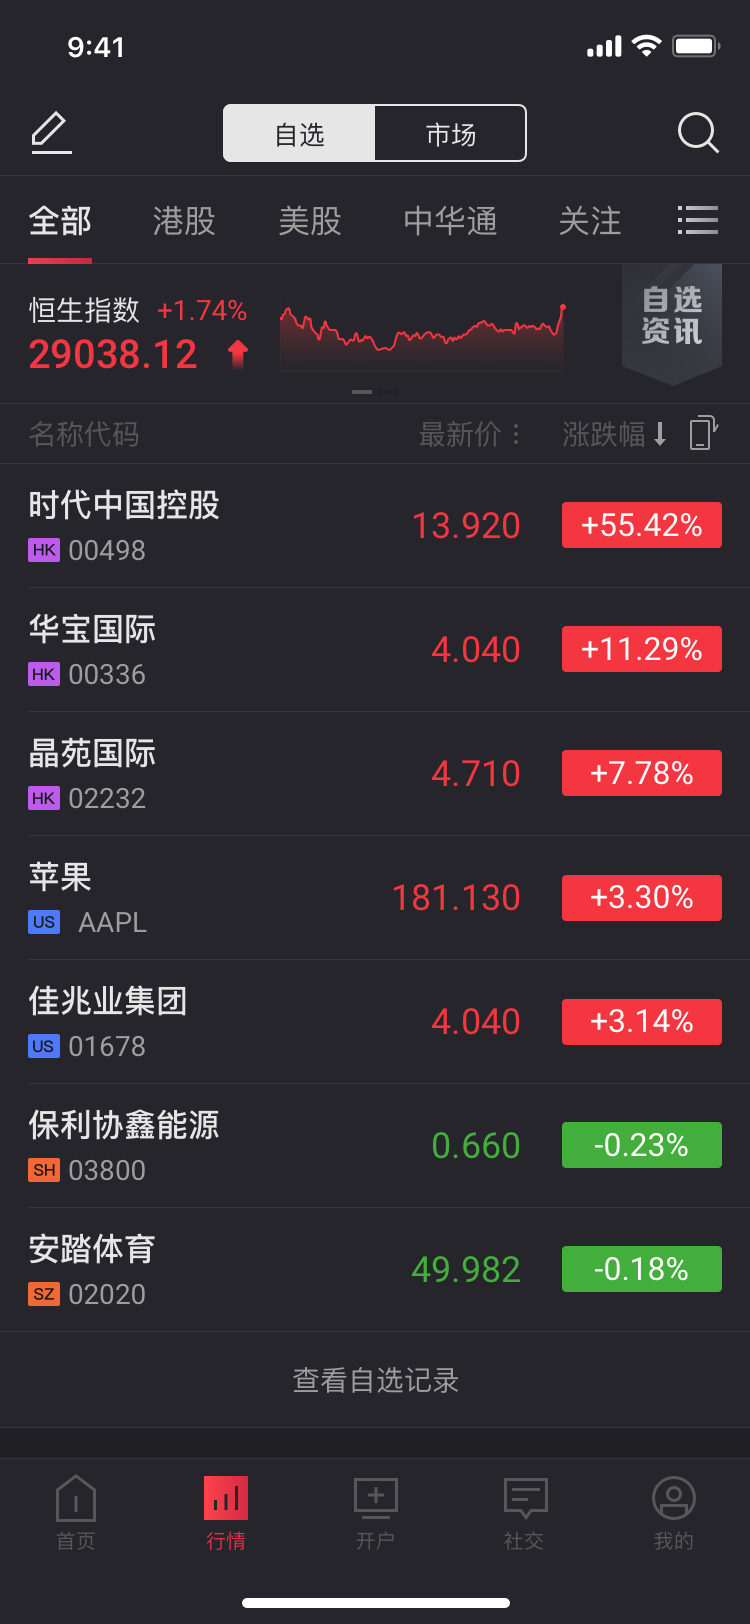 9:41
自选 市场
全部 港股 美股 中华通 关注
恒生指数 +1.74%
29038.12
自选
资讯
名称代码 最新价 涨跌幅
时代中国控股
HK 00498
13.920 +55.42%
华宝国际
HK 00336
4.040 +11.29%
晶苑国际
HK 02232
4.710 +7.78%
苹果
US AAPL
181.130 +3.30%
佳兆业集团
US 01678
4.040 +3.14%
保利协鑫能源
SH 03800
0.660 -0.23%
安踏体育
SZ 02020
49.982 -0.18%
查看自选记录
首页 行情 开户 社交 我的